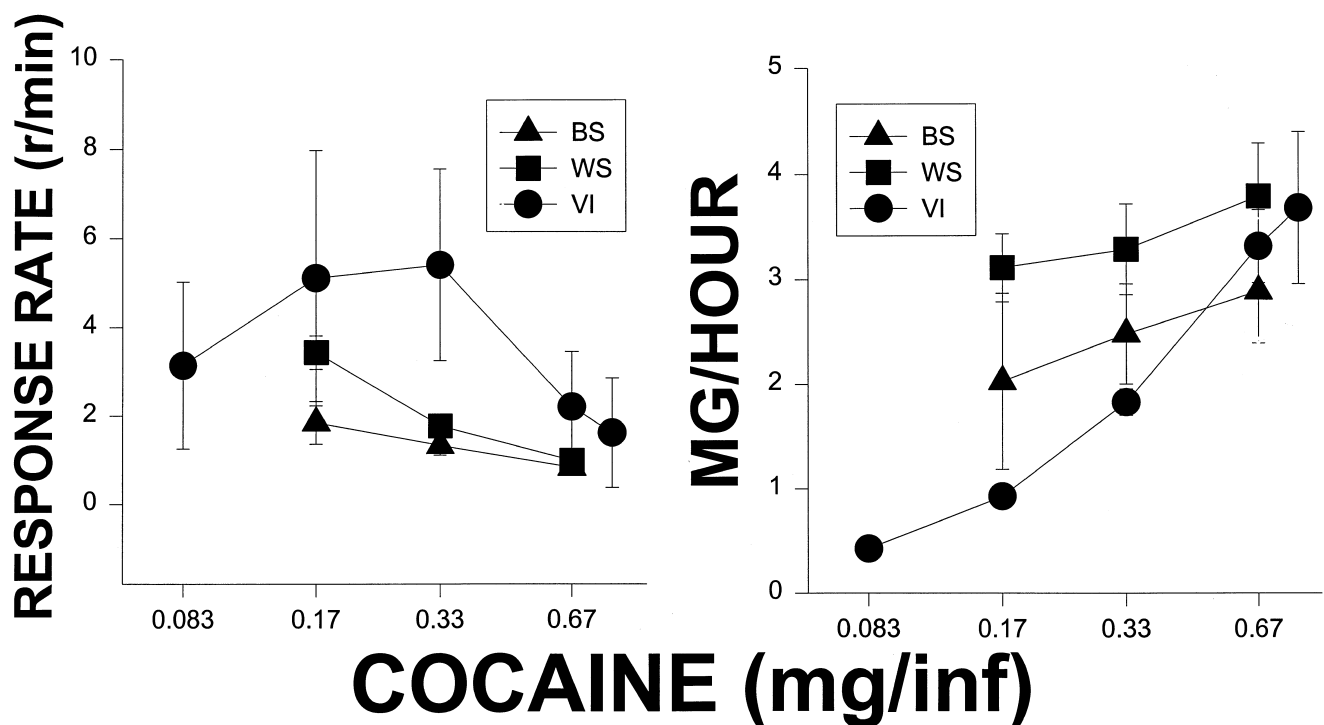 RESPONSE RATE (r/min)
10
8
6
4
2
0
BS
WS
VI
0.083 0.17 0.33 0.67
MG/HOUR
5
4
3
2
1
0
BS
WS
VI
0.083 0.17 0.33 0.67
COCAINE (mg/inf)